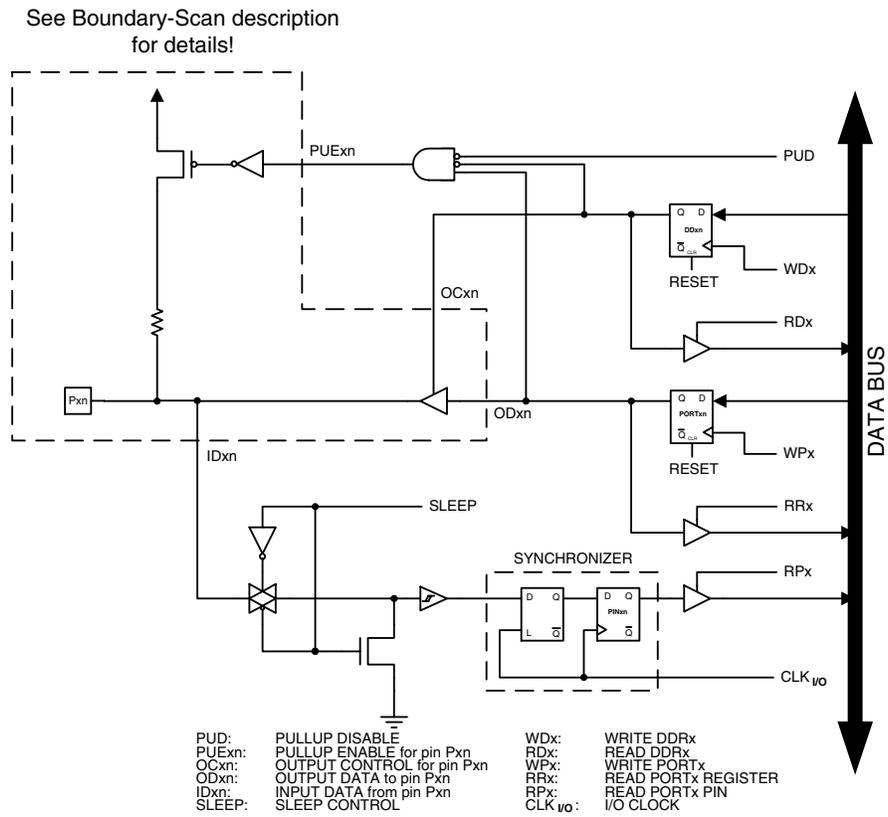 See Boundary-Scan description
for details!
PUExn
PUD
Q D
DDxn
Q CLR
RESET
WDx
OCxn
RDx
Pxn
ODxn
Q D
PORTxn
Q CLR
RESET
WPx
IDxn
SLEEP
RRx
SYNCHRONIZER
RPx
D Q
L Q
D Q
PINxn
Q
CLK I/O
DATA BUS
PUD: PULLUP DISABLE
PUExn: PULLUP ENABLE for pin Pxn
OCxn: OUTPUT CONTROL for pin Pxn
ODxn: OUTPUT DATA to pin Pxn
IDxn: INPUT DATA from pin Pxn
SLEEP: SLEEP CONTROL
WDx: WRITE DDRx
RDx: READ DDRx
WPx: WRITE PORTx
RRx: READ PORTx REGISTER
RPx: READ PORTx PIN
CLK I/O: I/O CLOCK